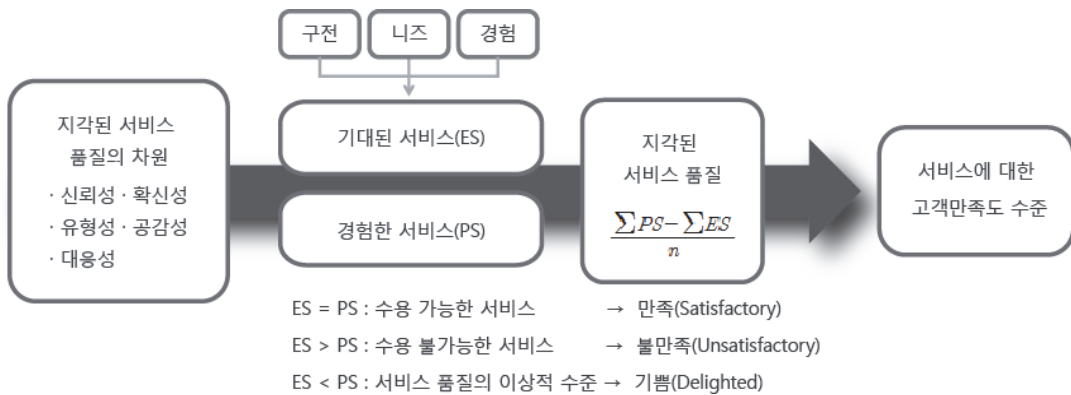 구전 니즈 경험
지각된 서비스
품질의 차원
· 신뢰성 · 확신성
· 유형성 · 공감성
· 대응성
기대된 서비스(ES)
경험한 서비스(PS)
지각된
서비스 품질
∑PS−∑ES
n
서비스에 대한
고객만족도 수준
ES = PS : 수용 가능한 서비스 → 만족(Satisfactory)
ES > PS : 수용 불가능한 서비스 → 불만족(Unsatisfactory)
ES < PS : 서비스 품질의 이상적 수준 → 기쁨(Delighted)